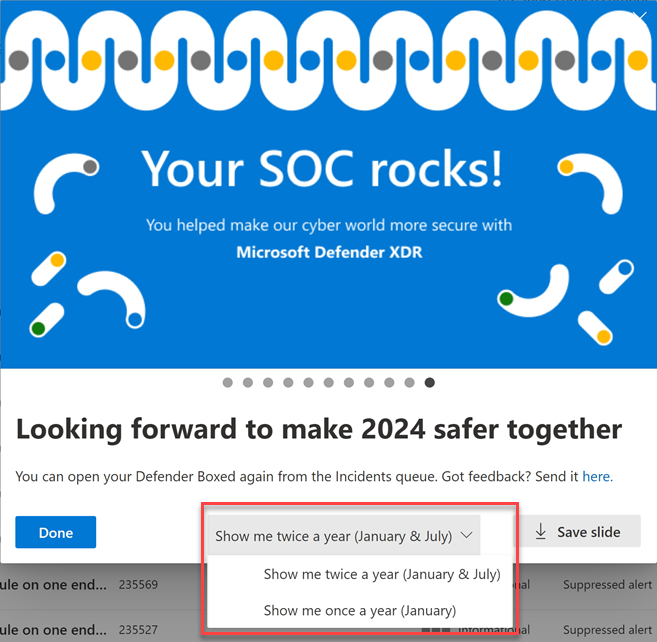 Your SOC rocks!
You helped make our cyber world more secure with
Microsoft Defender XDR
Looking forward to make 2024 safer together
You can open your Defender Boxed again from the Incidents queue. Got feedback? Send it here.
Done
Show me twice a year (January & July)
Save slide
Show me twice a year (January & July)
Show me once a year (January)
ule on one end... 235569
Suppressed alert
ule on one end... 235527
Informational
Suppressed alert